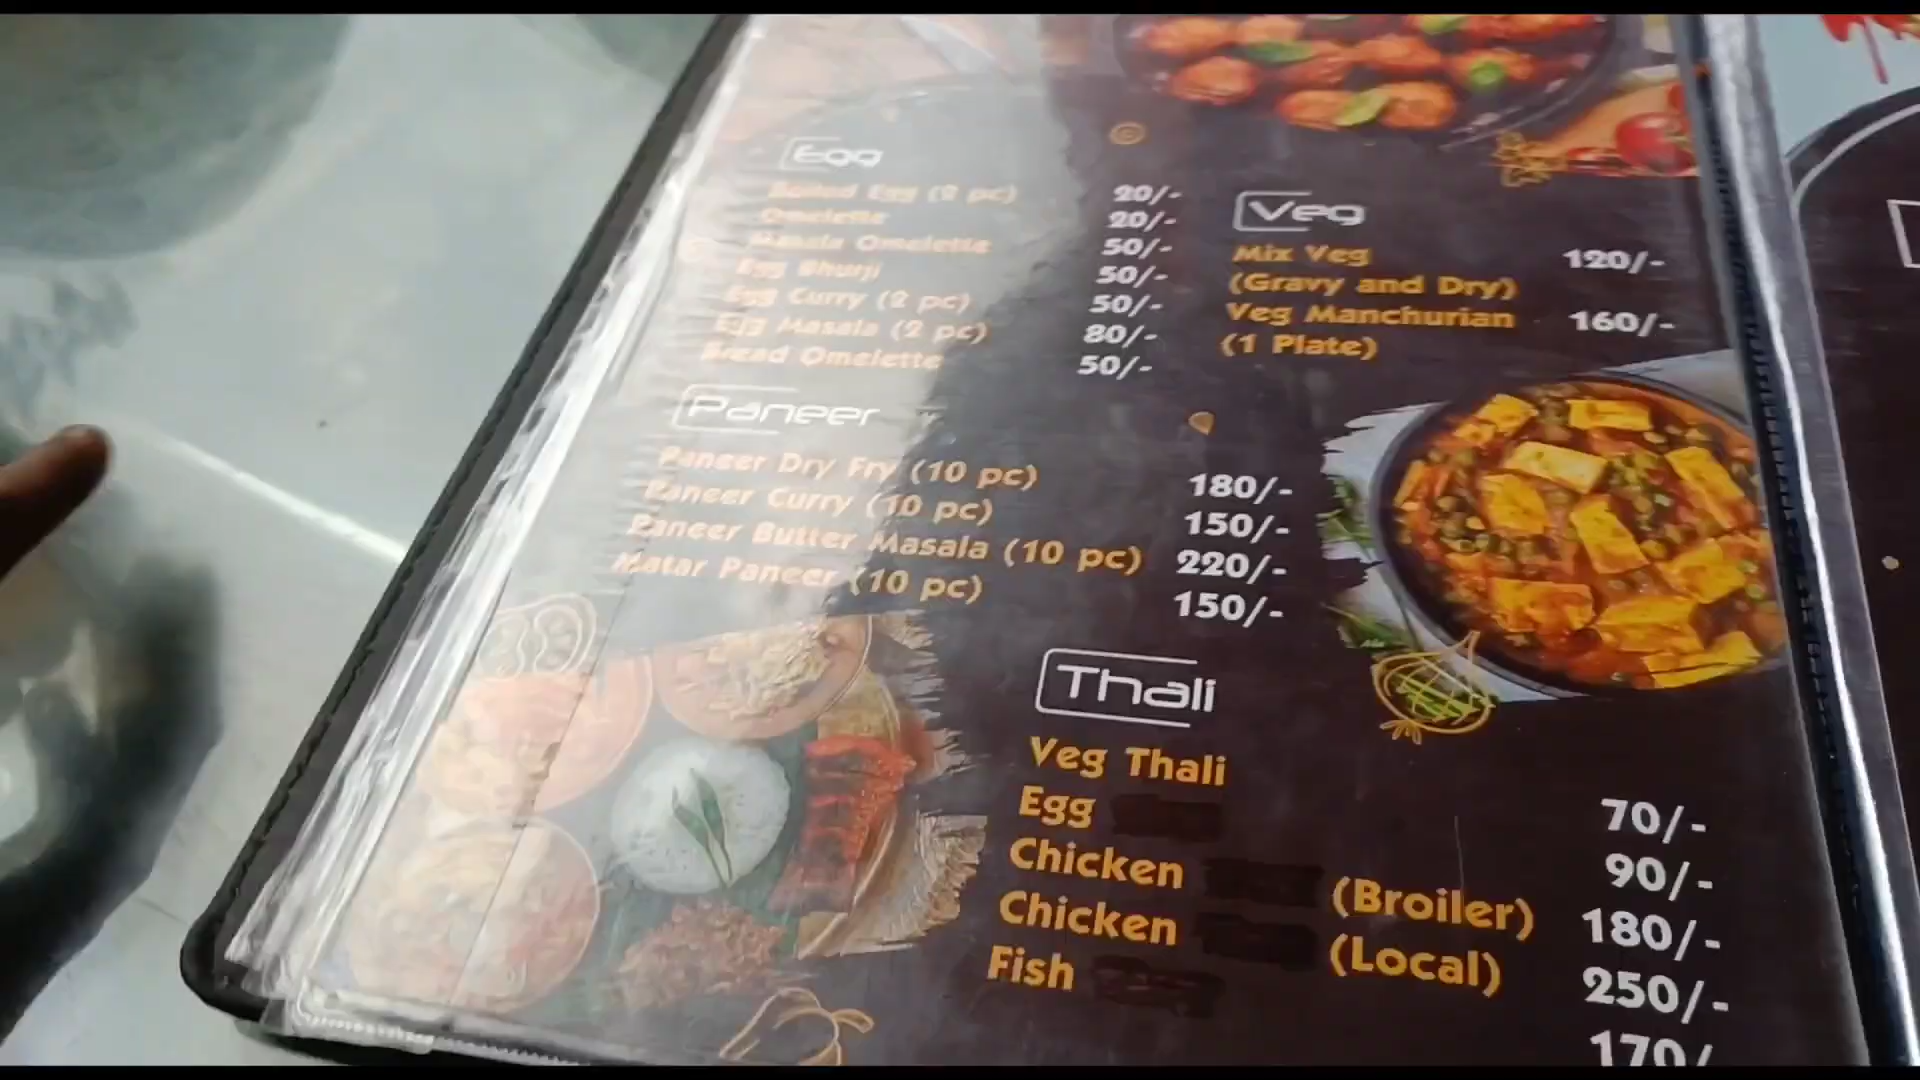 Egg
Boiled Egg (2 pc) 20/-
Omelette 20/-
Masala Omelette 50/-
Egg Bhurji 50/-
Egg Curry (2 pc) 50/-
Egg Masala (2 pc) 80/-
Bread Omelette 50/-
Veg
Mix Veg 120/-
(Gravy and Dry)
Veg Manchurian 160/-
(1 Plate)
Paneer
Paneer Dry Fry (10 pc) 180/-
Paneer Curry (10 pc) 150/-
Paneer Butter Masala (10 pc) 220/-
Matar Paneer (10 pc) 150/-
Thali
Veg Thali 70/-
Egg 90/-
Chicken (Broiler) 180/-
Chicken (Local) 250/-
Fish 170/